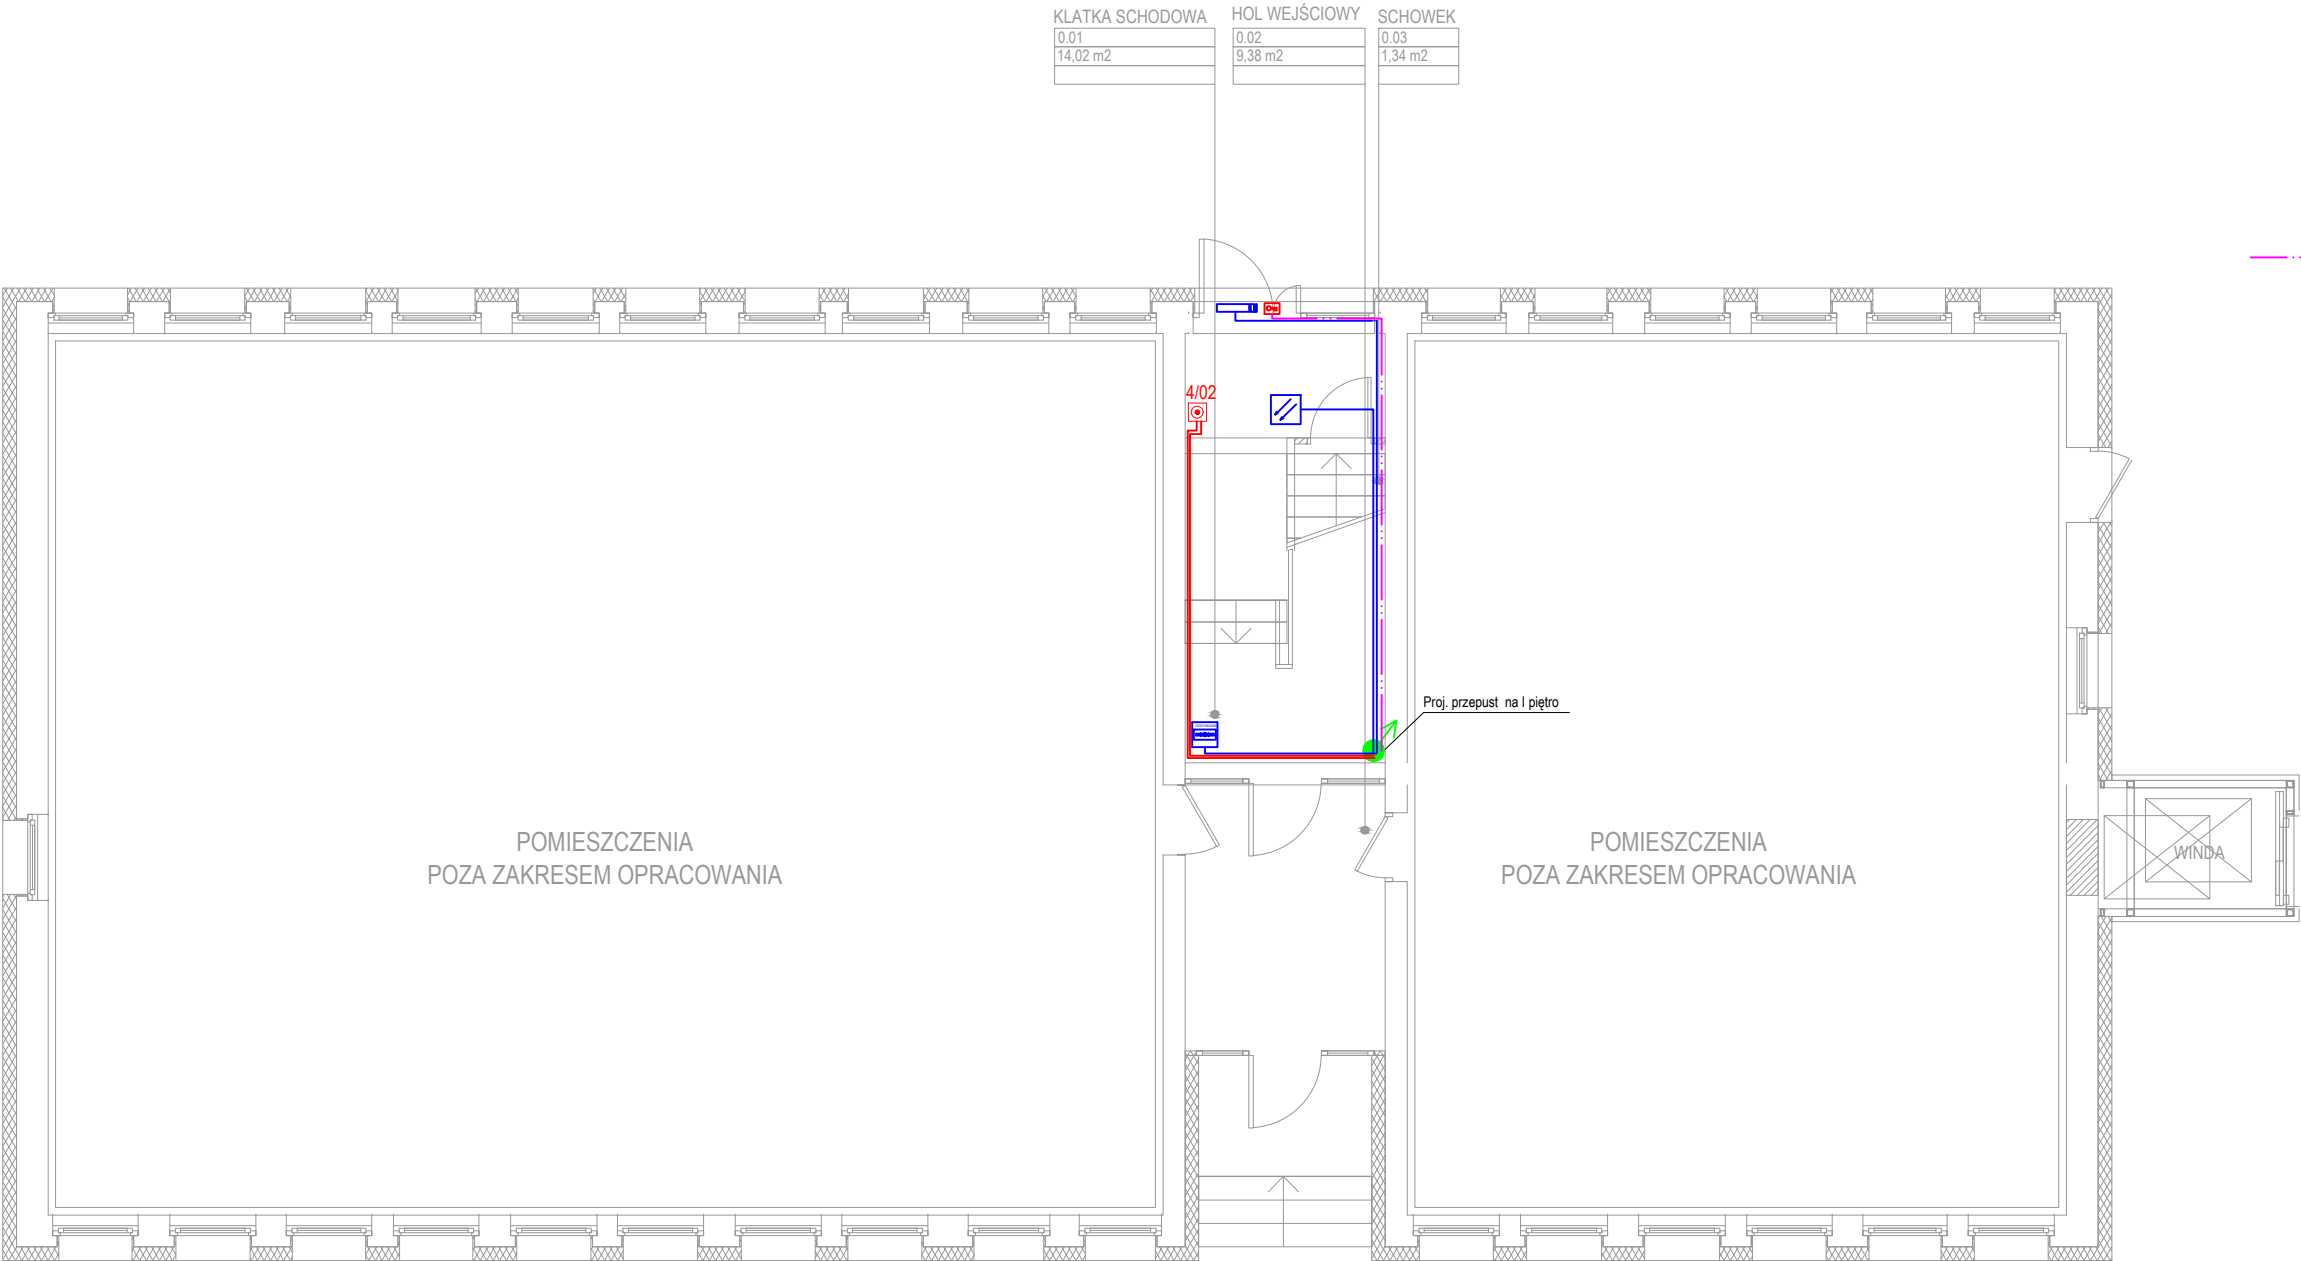 KLATKA SCHODOWA
0.01
14,02 m2
HOL WEJŚCIOWY
0.02
9,38 m2
SCHOWEK
0.03
1,34 m2
4/02
Proj. przepust na I piętro
POMIESZCZENIA
POZA ZAKRESEM OPRACOWANIA
POMIESZCZENIA
POZA ZAKRESEM OPRACOWANIA
WINDA